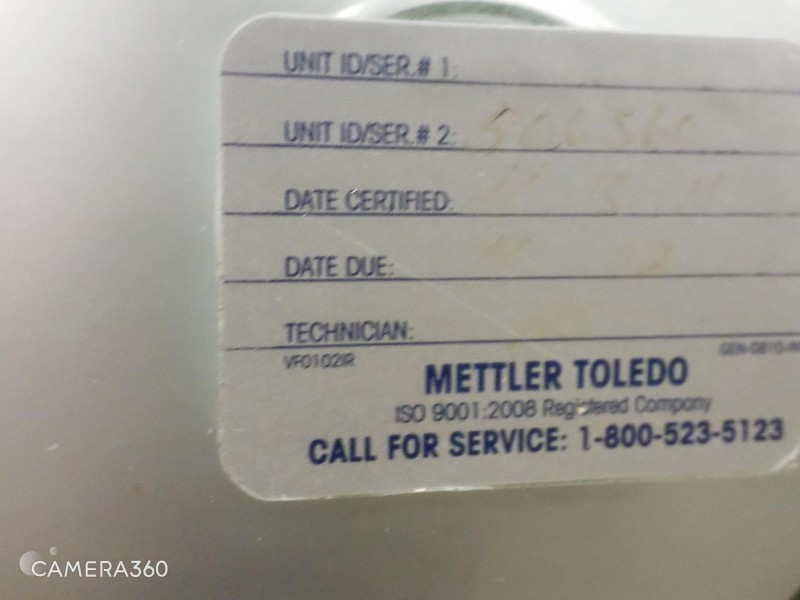 UNIT ID/SER.# 1:
UNIT ID/SER.# 2:
DATE CERTIFIED:
DATE DUE:
TECHNICIAN:
VF0102IR
METTLER TOLEDO
ISO 9001:2008 Registered Company
CALL FOR SERVICE: 1-800-523-5123
CAMERA360